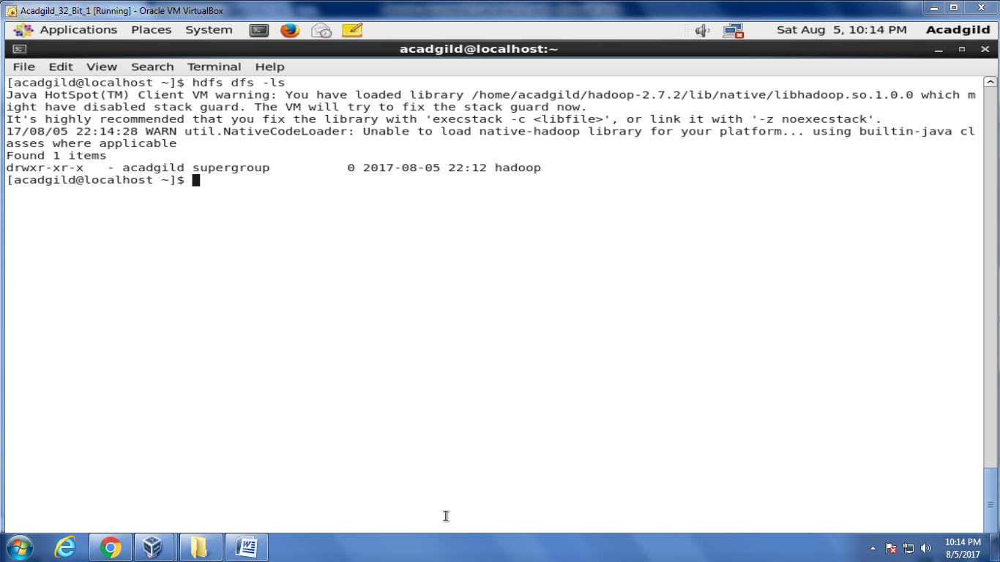 Acadgild_32_Bit_1 [Running] - Oracle VM VirtualBox
Applications Places System Sat Aug 5, 10:14 PM Acadgild
acadgild@localhost:~
File Edit View Search Terminal Help
[acadgild@localhost ~]$ hdfs dfs -ls
Java HotSpot(TM) Client VM warning: You have loaded library /home/acadgild/hadoop-2.7.2/lib/native/libhadoop.so.1.0.0 which m
ight have disabled stack guard. The VM will try to fix the stack guard now.
It's highly recommended that you fix the library with 'execstack -c <libfile>', or link it with '-z noexecstack'.
17/08/05 22:14:28 WARN util.NativeCodeLoader: Unable to load native-hadoop library for your platform... using builtin-java cl
asses where applicable
Found 1 items
drwxr-xr-x   - acadgild supergroup          0 2017-08-05 22:12 hadoop
[acadgild@localhost ~]$
10:14 PM
8/5/2017